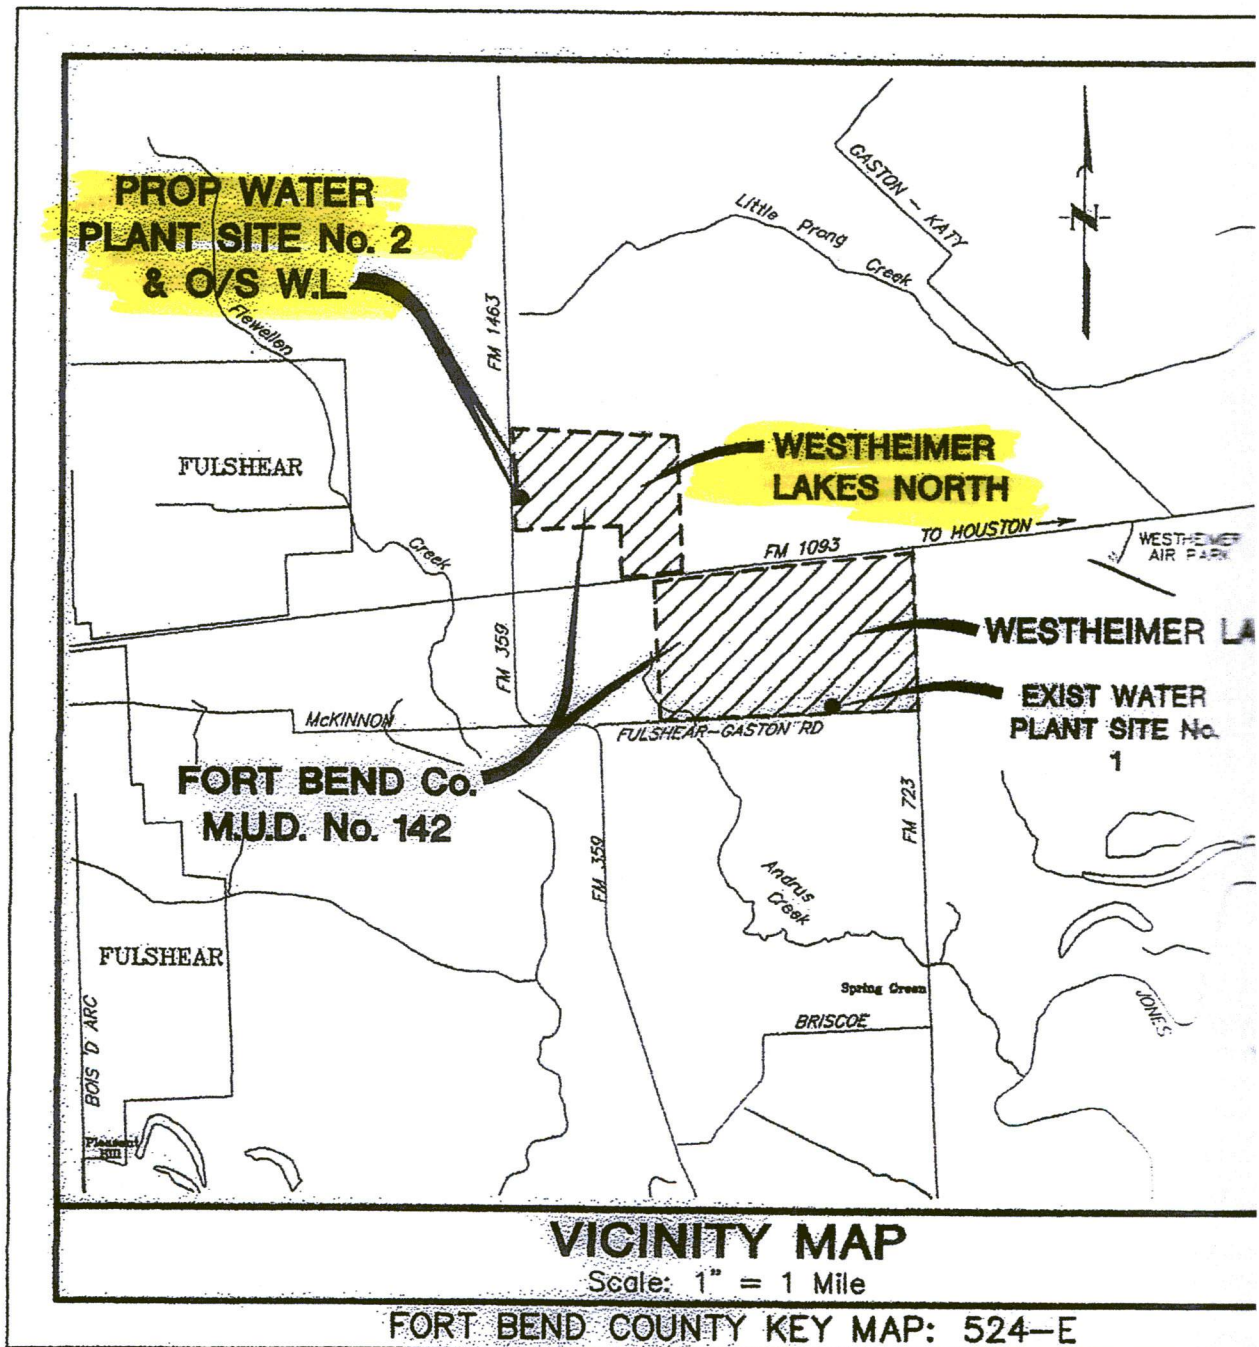 PROP WATER
PLANT SITE No. 2
& O/S W.L.
Flewellen
FM 1463
Little Prong Creek
GASTON - KATY
N
FULSHEAR
WESTHEIMER
LAKES NORTH
TO HOUSTON
FM 1093
WESTHEIMER
AIR PARK
Creek
FM 359
WESTHEIMER LA
McKINNON
FULSHEAR-GASTON RD
EXIST WATER
PLANT SITE No.
1
FORT BEND Co.
M.U.D. No. 142
FM 359
FM 723
Andrus
Creek
FULSHEAR
Spring Green
BRISCOE
JONES
BOIS D'ARC
Pleasant
Hill
VICINITY MAP
Scale: 1" = 1 Mile
FORT BEND COUNTY KEY MAP: 524-E